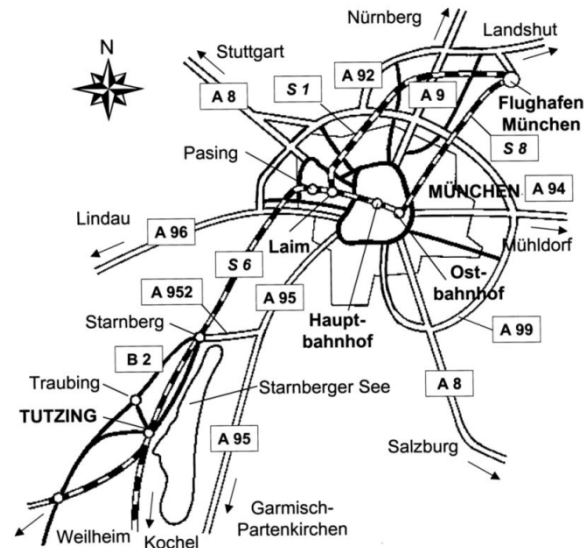 N
Nürnberg
Landshut
Stuttgart
A 92
S 1
A 8
A 9
Flughafen
München
Pasing
S 8
MÜNCHEN
A 94
Lindau
A 96
Laim
Mühldorf
S 6
Ost-
bahnhof
A 952
A 95
Haupt-
bahnhof
A 99
Starnberg
B 2
A 8
Traubing
Starnberger See
TUTZING
A 95
Salzburg
Garmisch-
Partenkirchen
Weilheim
Kochel